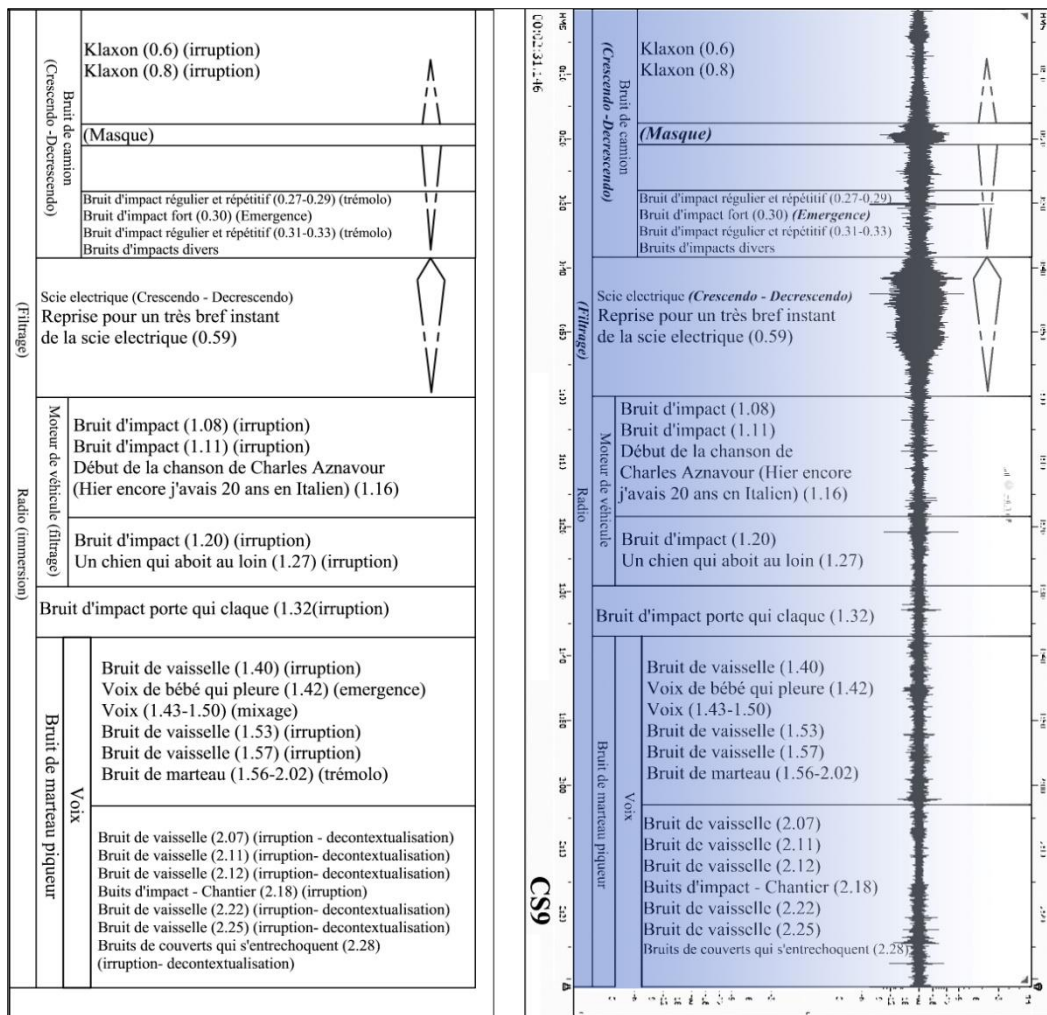 Klaxon (0.6) (irruption)
Klaxon (0.8) (irruption)
Bruit de camion
(Crescendo -Decrescendo)
(Masque)
Bruit d'impact régulier et répétitif (0.27-0.29) (trémolo)
Bruit d'impact fort (0.30) (Emergence)
Bruit d'impact régulier et répétitif (0.31-0.33) (trémolo)
Bruits d'impacts divers
(Filtrage)
Scie electrique (Crescendo - Decrescendo)
Reprise pour un très bref instant
de la scie electrique (0.59)
Radio (immersion)
Moteur de véhicule (filtrage)
Bruit d'impact (1.08) (irruption)
Bruit d'impact (1.11) (irruption)
Début de la chanson de Charles Aznavour
(Hier encore j'avais 20 ans en Italien) (1.16)
Bruit d'impact (1.20) (irruption)
Un chien qui aboit au loin (1.27) (irruption)
Bruit d'impact porte qui claque (1.32(irruption)
Bruit de marteau piqueur
Voix
Bruit de vaisselle (1.40) (irruption)
Voix de bébé qui pleure (1.42) (emergence)
Voix (1.43-1.50) (mixage)
Bruit de vaisselle (1.53) (irruption)
Bruit de vaisselle (1.57) (irruption)
Bruit de marteau (1.56-2.02) (trémolo)
Bruit de vaisselle (2.07) (irruption - decontextualisation)
Bruit de vaisselle (2.11) (irruption- decontextualisation)
Bruit de vaisselle (2.12) (irruption- decontextualisation)
Buits d'impact - Chantier (2.18) (irruption)
Bruit de vaisselle (2.22) (irruption- decontextualisation)
Bruit de vaisselle (2.25) (irruption- decontextualisation)
Bruits de couverts qui s'entrechoquent (2.28)
(irruption- decontextualisation)
CS9
Klaxon (0.6)
Klaxon (0.8)
Bruit de camion
(Crescendo -Decrescendo)
(Masque)
Bruit d'impact régulier et répétitif (0.27-0.29)
Bruit d'impact fort (0.30) (Emergence)
Bruit d'impact régulier et répétitif (0.31-0.33)
Bruits d'impacts divers
(Filtrage)
Scie electrique (Crescendo - Decrescendo)
Reprise pour un très bref instant
de la scie electrique (0.59)
Radio
Moteur de véhicule
Bruit d'impact (1.08)
Bruit d'impact (1.11)
Début de la chanson de
Charles Aznavour (Hier encore
j'avais 20 ans en Italien) (1.16)
Bruit d'impact (1.20)
Un chien qui aboit au loin (1.27)
Bruit d'impact porte qui claque (1.32)
Bruit de marteau piqueur
Voix
Bruit de vaisselle (1.40)
Voix de bébé qui pleure (1.42)
Voix (1.43-1.50)
Bruit de vaisselle (1.53)
Bruit de vaisselle (1.57)
Bruit de marteau (1.56-2.02)
Bruit de vaisselle (2.07)
Bruit de vaisselle (2.11)
Bruit de vaisselle (2.12)
Buits d'impact - Chantier (2.18)
Bruit de vaisselle (2.22)
Bruit de vaisselle (2.25)
Bruits de couverts qui s'entrechoquent (2.28)